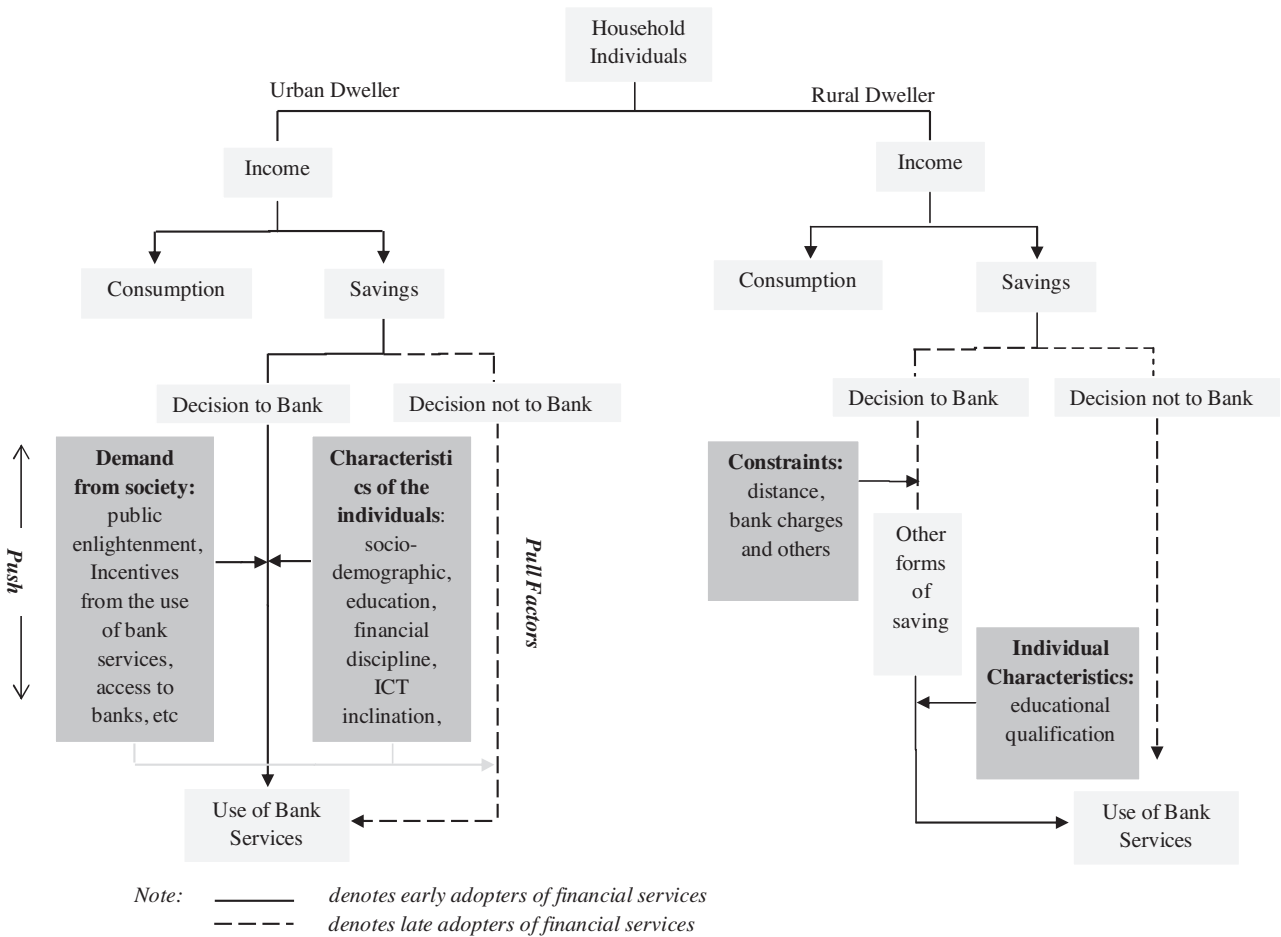 Household
Individuals
Urban Dweller
Rural Dweller
Income
Income
Consumption
Savings
Consumption
Savings
Decision to Bank
Decision not to Bank
Decision to Bank
Decision not to Bank
Push
Demand
from society:
public
enlightenment,
Incentives
from the use
of bank
services,
access to
banks, etc
Characteristi
cs of the
individuals:
socio-
demographic,
education,
financial
discipline,
ICT
inclination,
Pull Factors
Constraints:
distance,
bank charges
and others
Other
forms
of
saving
Individual
Characteristics:
educational
qualification
Use of Bank
Services
Use of Bank
Services
Note:
denotes early adopters of financial services
denotes late adopters of financial services